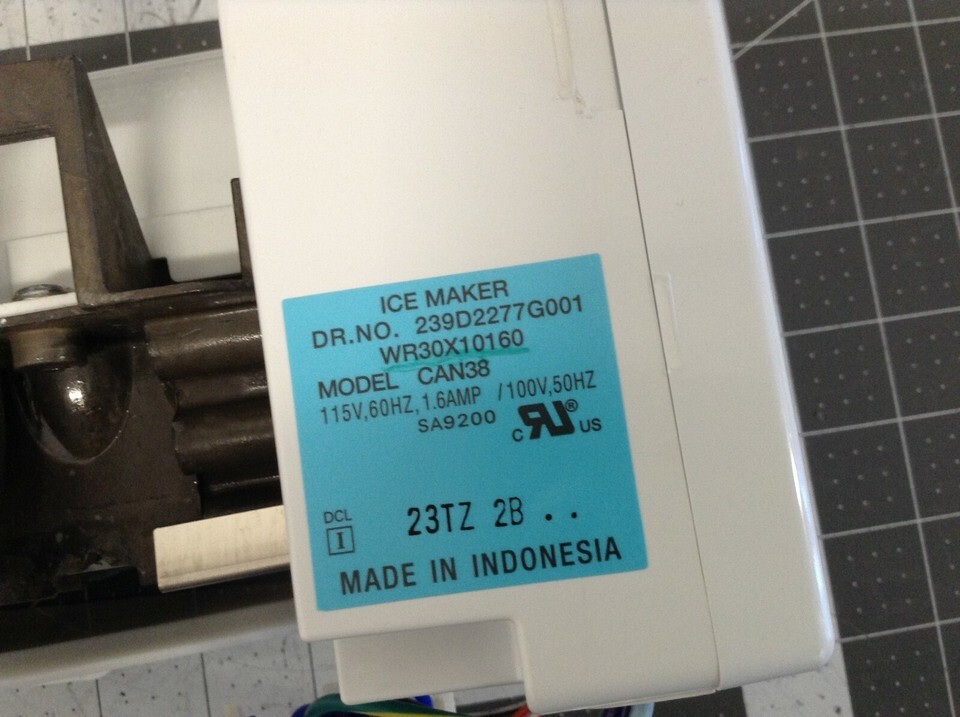 ICE MAKER
DR.NO. 239D2277G001
WR30X10160
MODEL CAN38
115V,60HZ,1.6AMP /100V,50HZ
SA9200
C RU® US
DCL
I
23TZ 2B . .
MADE IN INDONESIA